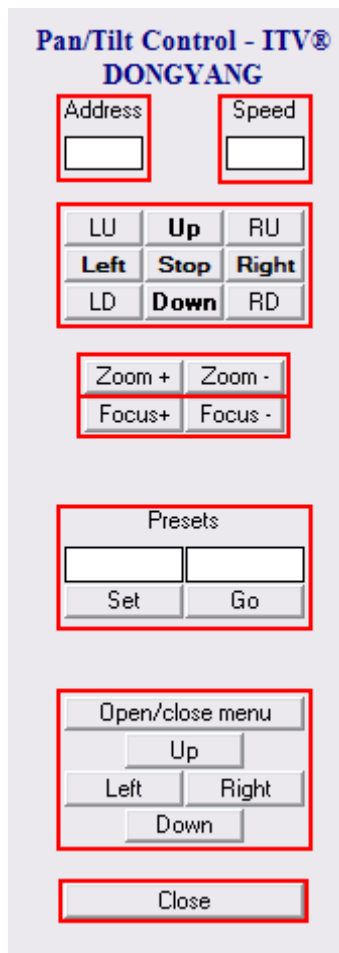 Pan/Tilt Control - ITV®
DONGYANG
Address Speed
LU Up RU
Left Stop Right
LD Down RD
Zoom + Zoom -
Focus+ Focus -
Presets
Set Go
Open/close menu
Up
Left Right
Down
Close